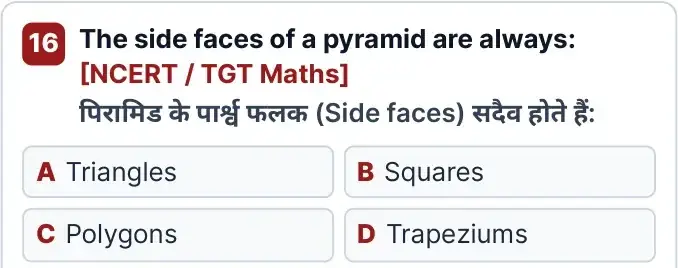 16 The side faces of a pyramid are always:
[NCERT / TGT Maths]
पिरामिड के पार्श्व फलक (Side faces) सदैव होते हैं:
A Triangles
B Squares
C Polygons
D Trapeziums